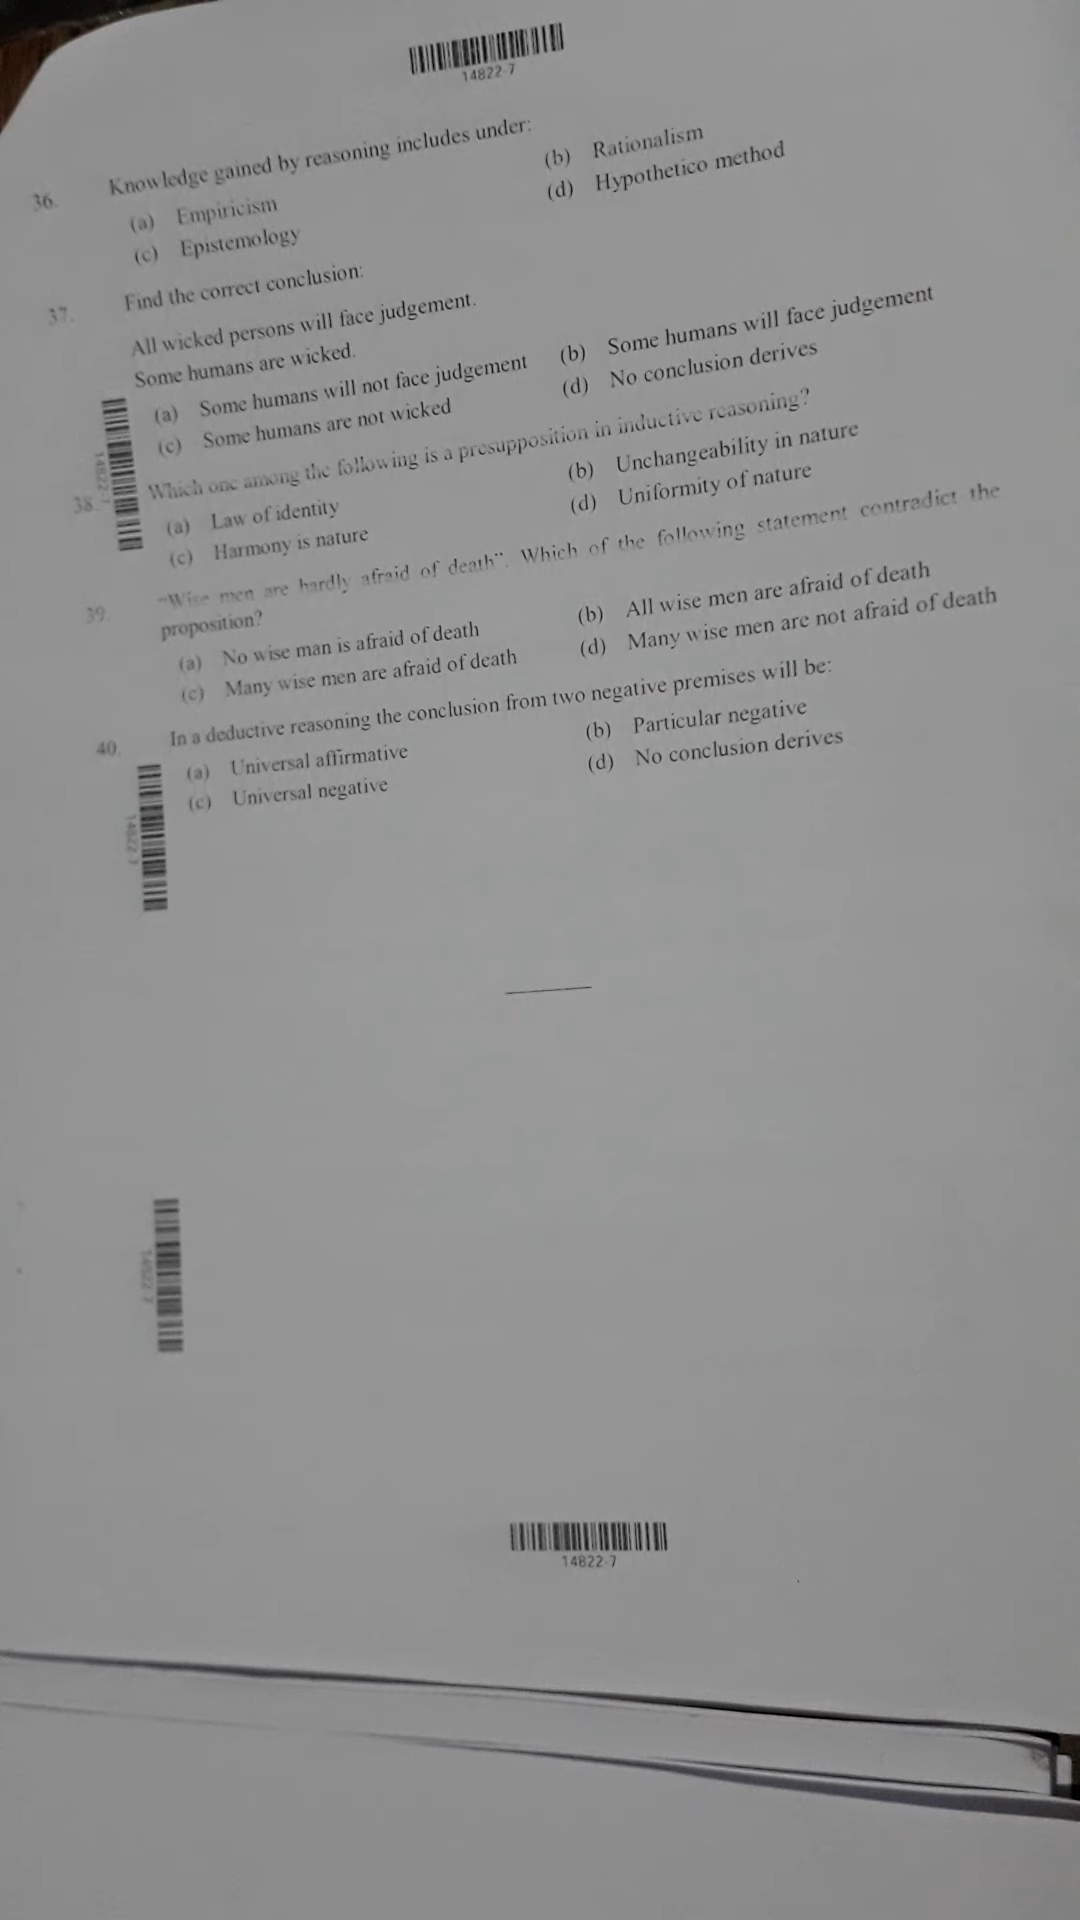 14822-7
36. Knowledge gained by reasoning includes under:
(a) Empiricism (b) Rationalism
(c) Epistemology (d) Hypothetico method
37. Find the correct conclusion:
All wicked persons will face judgement.
Some humans are wicked.
(a) Some humans will not face judgement (b) Some humans will face judgement
(c) Some humans are not wicked (d) No conclusion derives
14822-7
38. Which one among the following is a presupposition in inductive reasoning?
(a) Law of identity (b) Unchangeability in nature
(c) Harmony is nature (d) Uniformity of nature
39. "Wise men are hardly afraid of death". Which of the following statement contradict the
proposition?
(a) No wise man is afraid of death (b) All wise men are afraid of death
(c) Many wise men are afraid of death (d) Many wise men are not afraid of death
40. In a deductive reasoning the conclusion from two negative premises will be:
(a) Universal affirmative (b) Particular negative
(c) Universal negative (d) No conclusion derives
14822-7
14822-7
14822-7